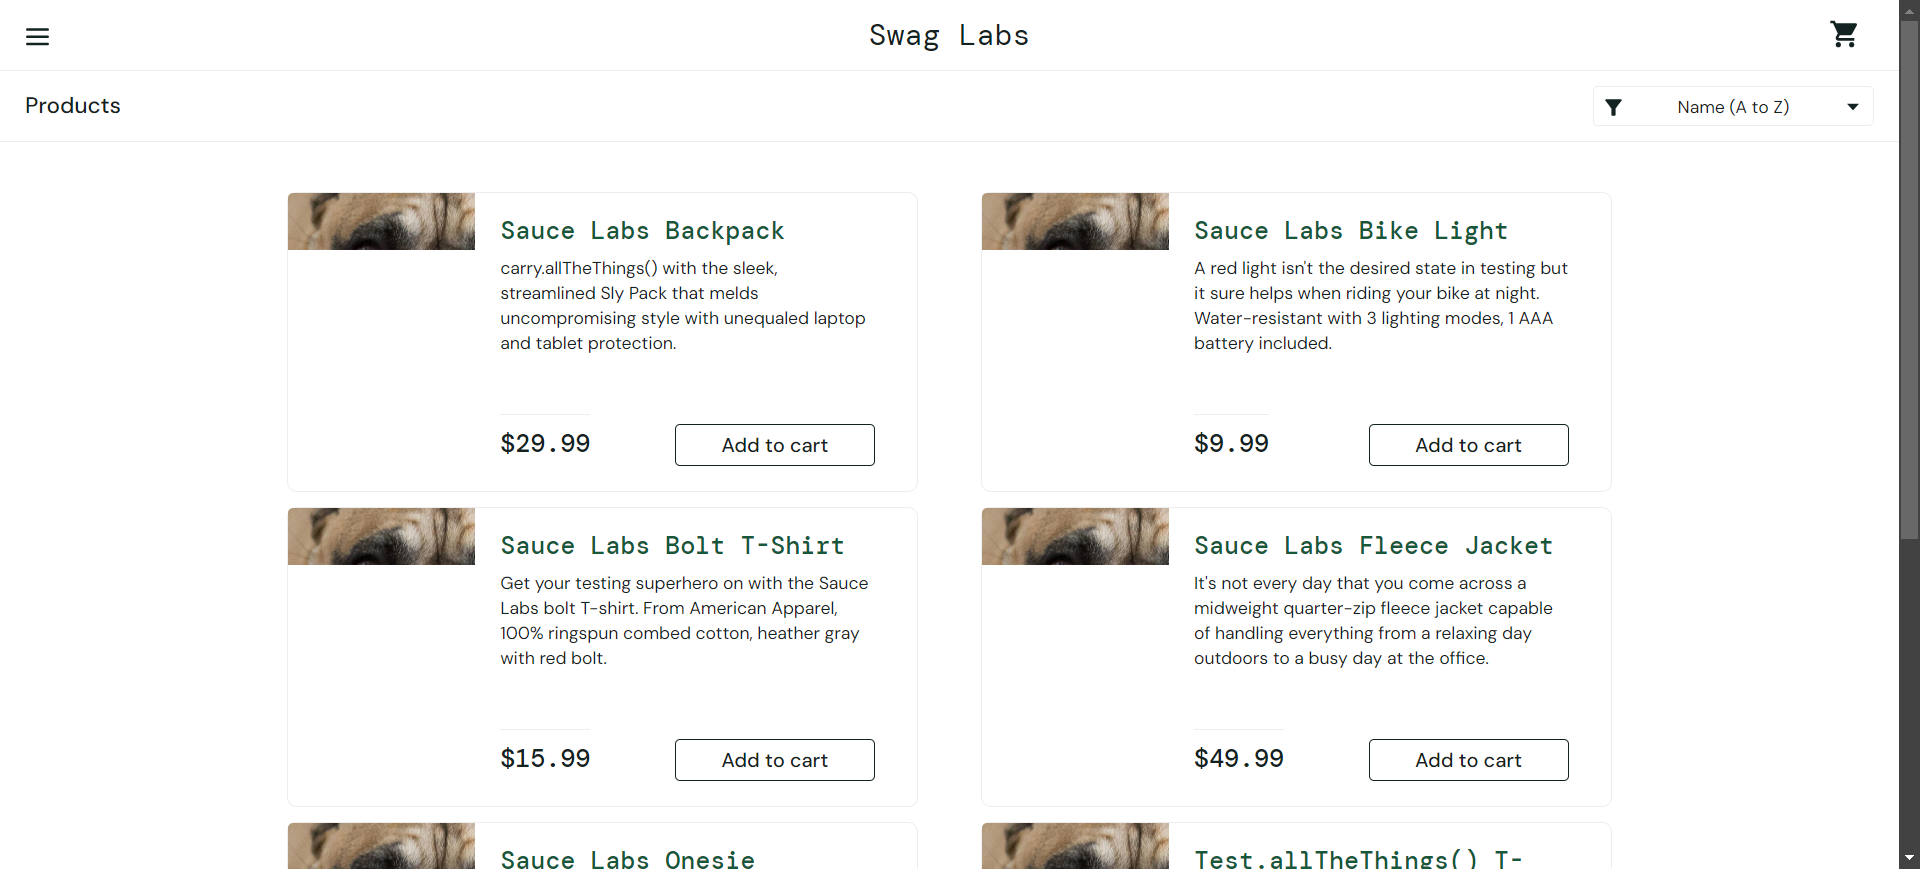 Swag Labs
Products
Name (A to Z)
Sauce Labs Backpack
carry.allTheThings() with the sleek,
streamlined Sly Pack that melds
uncompromising style with unequaled laptop
and tablet protection.
$29.99
Add to cart
Sauce Labs Bike Light
A red light isn't the desired state in testing but
it sure helps when riding your bike at night.
Water-resistant with 3 lighting modes, 1 AAA
battery included.
$9.99
Add to cart
Sauce Labs Bolt T-Shirt
Get your testing superhero on with the Sauce
Labs bolt T-shirt. From American Apparel,
100% ringspun combed cotton, heather gray
with red bolt.
$15.99
Add to cart
Sauce Labs Fleece Jacket
It's not every day that you come across a
midweight quarter-zip fleece jacket capable
of handling everything from a relaxing day
outdoors to a busy day at the office.
$49.99
Add to cart
Sauce Labs Onesie
Test.allTheThings() T-